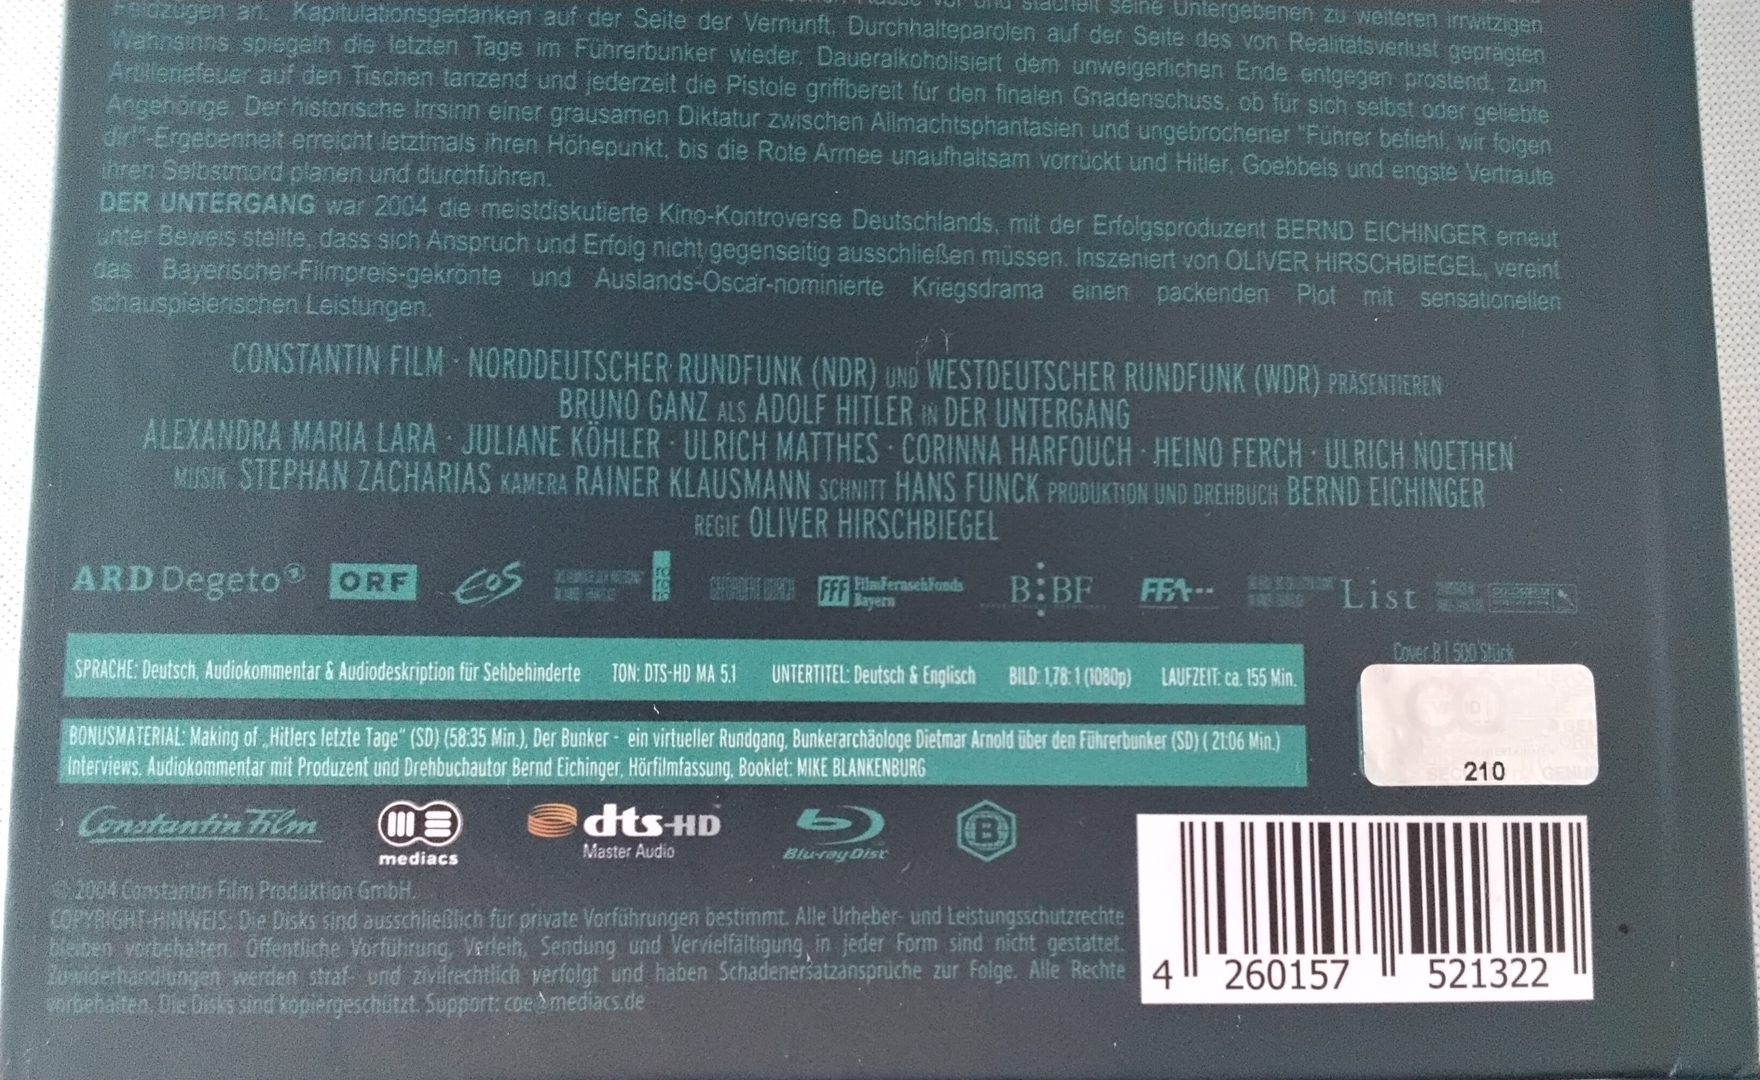 Feldzügen an. Kapitulationsgedanken auf der Seite der Vernunft, Durchhalteparolen auf der Seite des von Realitätsverlust geprägten
Wahnsinns spiegeln die letzten Tage im Führerbunker wieder. Daueralkoholisiert dem unweigerlichen Ende entgegen prostend, zum
Artilleriefeuer auf den Tischen tanzend und jederzeit die Pistole griffbereit für den finalen Gnadenschuss, ob für sich selbst oder geliebte
Angehörige. Der historische Irrsinn einer grausamen Diktatur zwischen Allmachtsphantasien und ungebrochener "Führer befiehl, wir folgen
dir!"-Ergebenheit erreicht letztmals ihren Höhepunkt, bis die Rote Armee unaufhaltsam vorrückt und Hitler, Goebbels und engste Vertraute
ihren Selbstmord planen und durchführen.
DER UNTERGANG war 2004 die meistdiskutierte Kino-Kontroverse Deutschlands, mit der Erfolgsproduzent BERND EICHINGER erneut
unter Beweis stellte, dass sich Anspruch und Erfolg nicht gegenseitig ausschließen müssen. Inszeniert von OLIVER HIRSCHBIEGEL, vereint
das Bayerischer-Filmpreis-gekrönte und Auslands-Oscar-nominierte Kriegsdrama einen packenden Plot mit sensationellen
schauspielerischen Leistungen.
CONSTANTIN FILM · NORDDEUTSCHER RUNDFUNK (NDR) UND WESTDEUTSCHER RUNDFUNK (WDR) PRÄSENTIEREN
BRUNO GANZ ALS ADOLF HITLER IN DER UNTERGANG
ALEXANDRA MARIA LARA · JULIANE KÖHLER · ULRICH MATTHES · CORINNA HARFOUCH · HEINO FERCH · ULRICH NOETHEN
MUSIK STEPHAN ZACHARIAS KAMERA RAINER KLAUSMANN SCHNITT HANS FUNCK PRODUKTION UND DREHBUCH BERND EICHINGER
REGIE OLIVER HIRSCHBIEGEL
ARD Degeto ORF EOS GEFÖRDERT DURCH fff FilmFernsehFonds Bayern B:BF FFA List
Cover B | 500 Stück
SPRACHE: Deutsch, Audiokommentar & Audiodeskription für Sehbehinderte TON: DTS-HD MA 5.1 UNTERTITEL: Deutsch & Englisch BILD: 1,78:1 (1080p) LAUFZEIT: ca. 155 Min.
BONUSMATERIAL: Making of „Hitlers letzte Tage" (SD) (58:35 Min.), Der Bunker - ein virtueller Rundgang, Bunkerarchäologe Dietmar Arnold über den Führerbunker (SD) ( 21:06 Min.)
Interviews, Audiokommentar mit Produzent und Drehbuchautor Bernd Eichinger, Hörfilmfassung, Booklet: MIKE BLANKENBURG
210
Constantin Film mediacs dts-HD Master Audio Blu-ray Disc B
© 2004 Constantin Film Produktion GmbH.
COPYRIGHT-HINWEIS: Die Disks sind ausschließlich für private Vorführungen bestimmt. Alle Urheber- und Leistungsschutzrechte
bleiben vorbehalten. Öffentliche Vorführung, Verleih, Sendung und Vervielfältigung in jeder Form sind nicht gestattet.
Zuwiderhandlungen werden straf- und zivilrechtlich verfolgt und haben Schadenersatzansprüche zur Folge. Alle Rechte
vorbehalten. Die Disks sind kopiergeschützt. Support: coe@mediacs.de
4 260157 521322